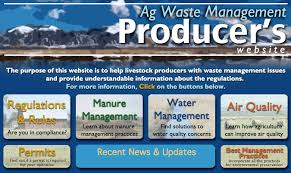 Ag Waste Management
Producer's
website
The purpose of this website is to help livestock producers with waste management issues
and provide understandable information about the regulations.
For more information, Click on the buttons below.
Regulations
& Rules
Are you in compliance?
Manure
Management
Learn about manure
management practices
Water
Management
Find solutions to
water quality concerns
Air Quality
Learn how agriculture
can improve air quality
Permits
Find out if a permit is required
for your operation
Recent News & Updates
Best Management
Practices
Incorporate all the practices